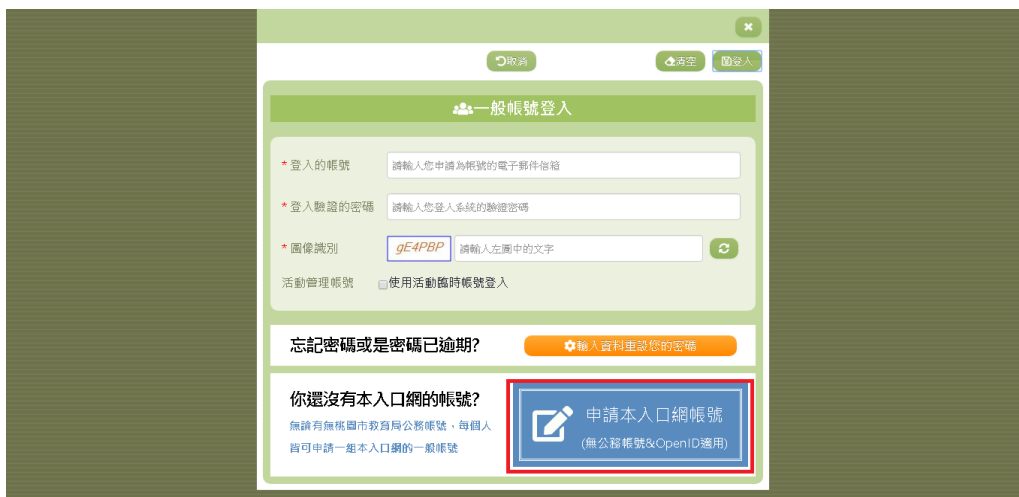 取消
清空
登入
一般帳號登入
*登入的帳號
請輸入您申請為帳號的電子郵件信箱
*登入驗證的密碼
請輸入您登入系統的驗證密碼
*圖像識別
gE4PBP
請輸入左圖中的文字
活動管理帳號
使用活動臨時帳號登入
忘記密碼或是密碼已逾期?
輸入資料重設您的密碼
你還沒有本入口網的帳號?
無論有無桃園市教育局公務帳號，每個人
皆可申請一組本入口網的一般帳號
申請本入口網帳號
(無公務帳號&OpenID適用)